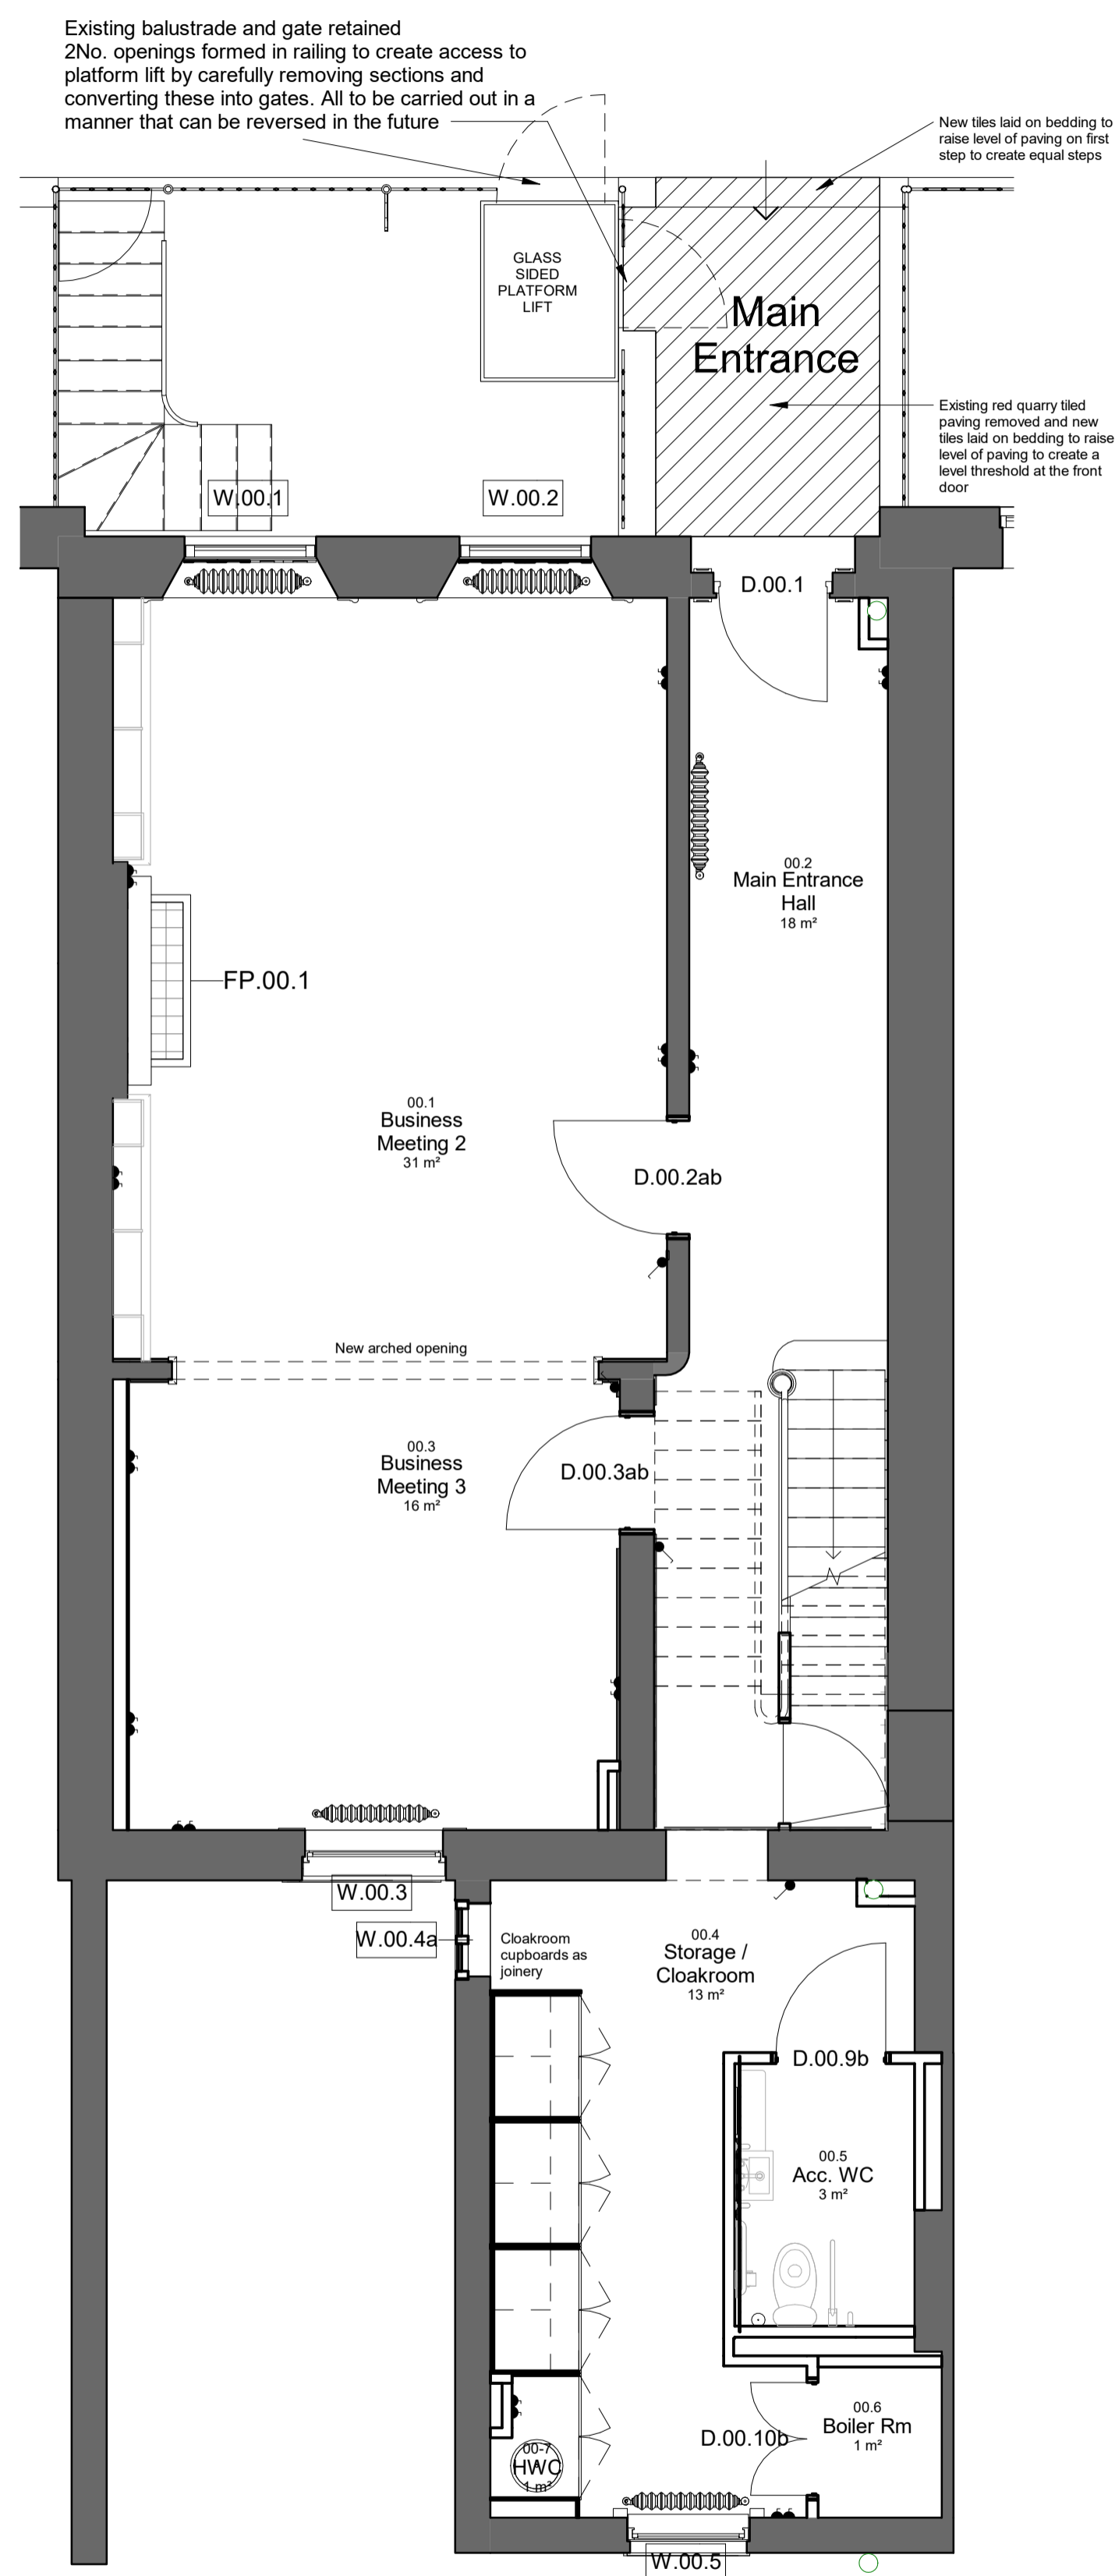 Existing balustrade and gate retained
2No. openings formed in railing to create access to
platform lift by carefully removing sections and
converting these into gates. All to be carried out in a
manner that can be reversed in the future
New tiles laid on bedding to
raise level of paving on first
step to create equal steps
GLASS
SIDED
PLATFORM
LIFT
Main
Entrance
Existing red quarry tiled
paving removed and new
tiles laid on bedding to raise
level of paving to create a
level threshold at the front
door
W.00.1
W.00.2
D.00.1
00.2
Main Entrance
Hall
18 m²
FP.00.1
00.1
Business
Meeting 2
31 m²
D.00.2ab
New arched opening
00.3
Business
Meeting 3
16 m²
D.00.3ab
W.00.3
W.00.4a
Cloakroom
cupboards as
joinery
00.4
Storage /
Cloakroom
13 m²
D.00.9b
00.5
Acc. WC
3 m²
00.6
Boiler Rm
1 m²
D.00.10b
00-7
HWC
1 m²
W.00.5